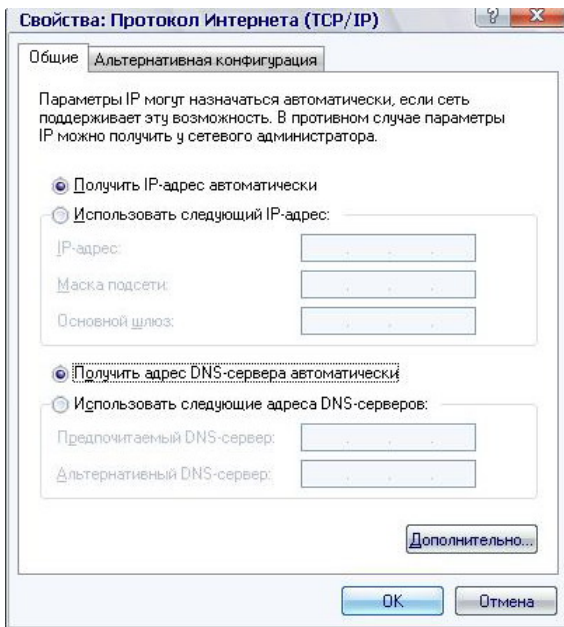 Свойства: Протокол Интернета (TCP/IP)
Общие
Альтернативная конфигурация
Параметры IP могут назначаться автоматически, если сеть
поддерживает эту возможность. В противном случае параметры
IP можно получить у сетевого администратора.
Получить IP-адрес автоматически
Использовать следующий IP-адрес:
IP-адрес:
Маска подсети:
Основной шлюз:
Получить адрес DNS-сервера автоматически
Использовать следующие адреса DNS-серверов:
Предпочитаемый DNS-сервер:
Альтернативный DNS-сервер:
Дополнительно...
OK
Отмена